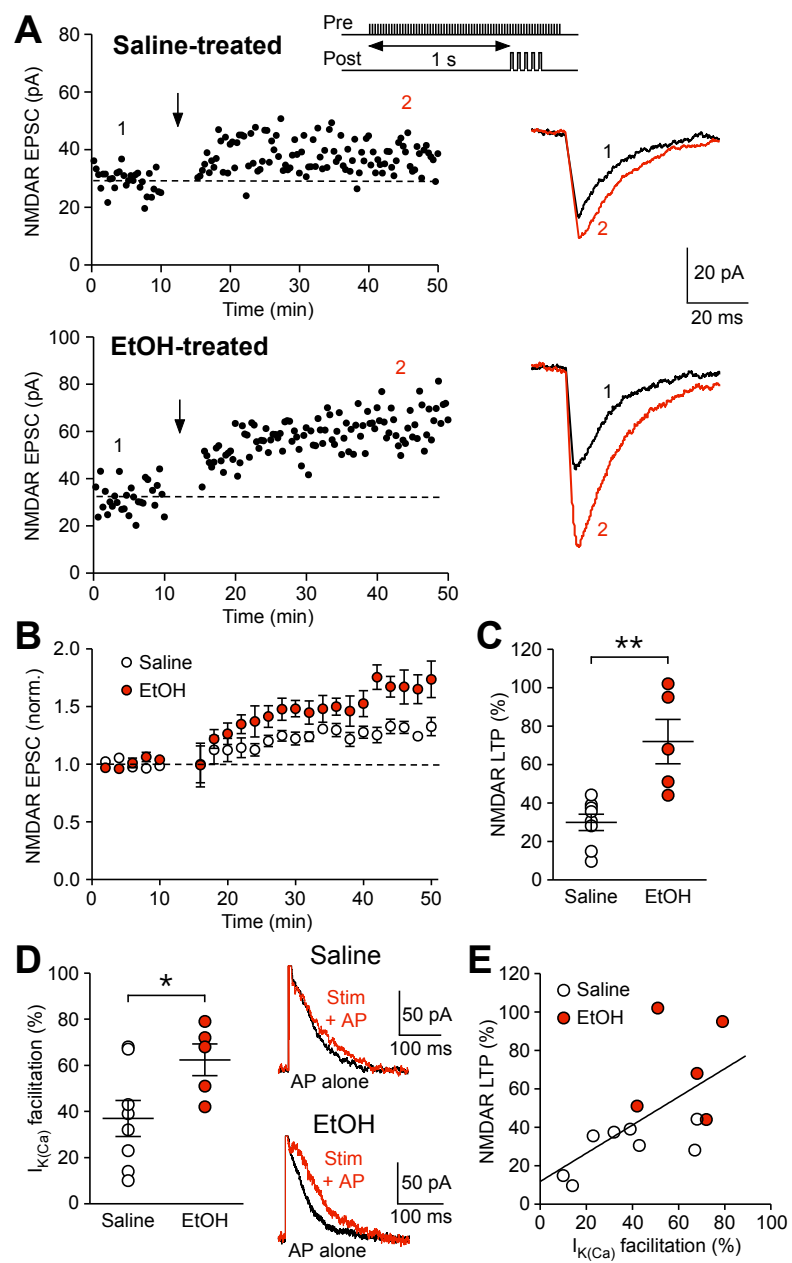 A
Saline-treated
Pre
Post
1 s
80
60
40
20
0
NMDAR EPSC (pA)
1
2
0 10 20 30 40 50
Time (min)
1
2
20 pA
20 ms
EtOH-treated
100
80
60
40
20
0
NMDAR EPSC (pA)
1
2
0 10 20 30 40 50
Time (min)
1
2
B
2.0
1.5
1.0
0.5
0.0
NMDAR EPSC (norm.)
Saline
EtOH
0 10 20 30 40 50
Time (min)
C
120
100
80
60
40
20
0
NMDAR LTP (%)
**
Saline EtOH
D
100
80
60
40
20
0
I K(Ca) facilitation (%)
*
Saline EtOH
Saline
Stim
+ AP
AP alone
50 pA
100 ms
EtOH
Stim
+ AP
AP alone
50 pA
100 ms
E
120
100
80
60
40
20
0
NMDAR LTP (%)
Saline
EtOH
0 20 40 60 80 100
I K(Ca) facilitation (%)